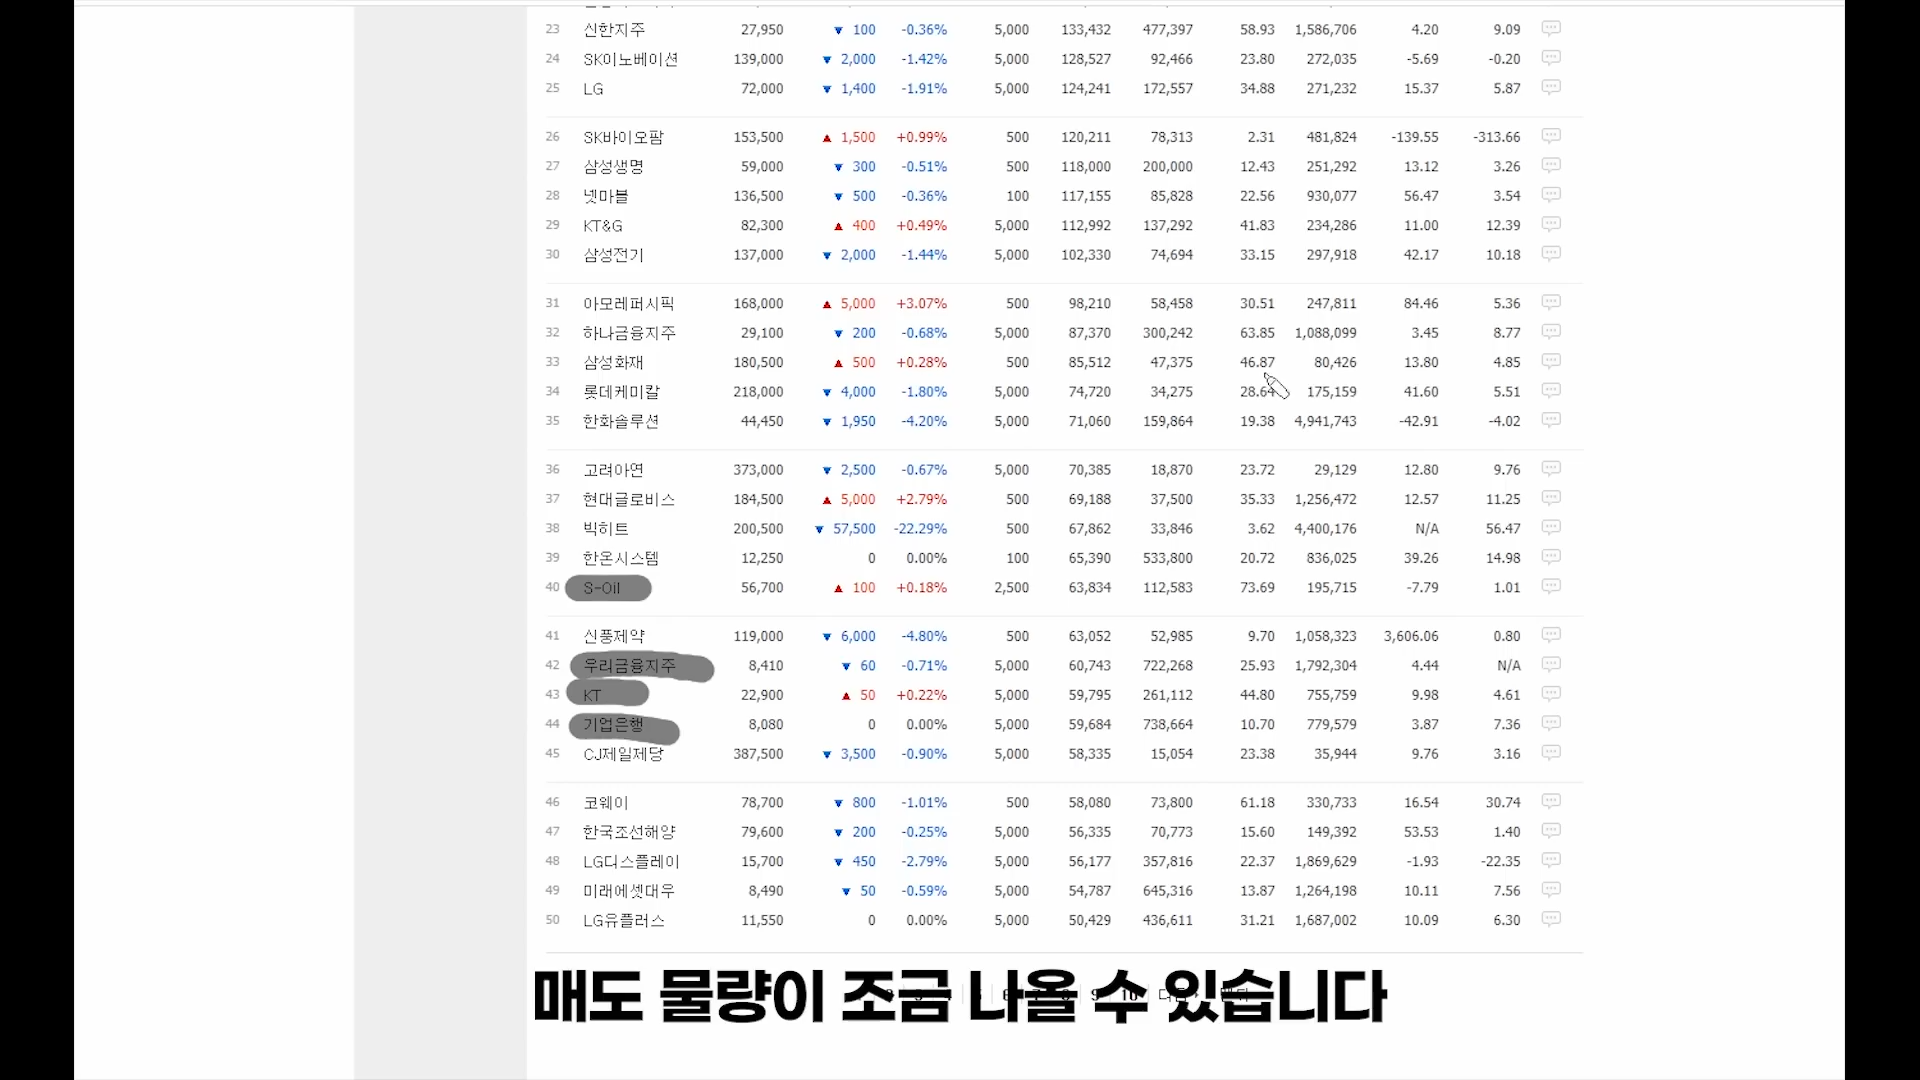 23 신한지주 27,950 ▼ 100 -0.36% 5,000 133,432 477,397 58.93 1,586,706 4.20 9.09
24 SK이노베이션 139,000 ▼ 2,000 -1.42% 5,000 128,527 92,466 23.80 272,035 -5.69 -0.20
25 LG 72,000 ▼ 1,400 -1.91% 5,000 124,241 172,557 34.88 271,232 15.37 5.87
26 SK바이오팜 153,500 ▲ 1,500 +0.99% 500 120,211 78,313 2.31 481,824 -139.55 -313.66
27 삼성생명 59,000 ▼ 300 -0.51% 500 118,000 200,000 12.43 251,292 13.12 3.26
28 넷마블 136,500 ▼ 500 -0.36% 100 117,155 85,828 22.56 930,077 56.47 3.54
29 KT&G 82,300 ▲ 400 +0.49% 5,000 112,992 137,292 41.83 234,286 11.00 12.39
30 삼성전기 137,000 ▼ 2,000 -1.44% 5,000 102,330 74,694 33.15 297,918 42.17 10.18
31 아모레퍼시픽 168,000 ▲ 5,000 +3.07% 500 98,210 58,458 30.51 247,811 84.46 5.36
32 하나금융지주 29,100 ▼ 200 -0.68% 5,000 87,370 300,242 63.85 1,088,099 3.45 8.77
33 삼성화재 180,500 ▲ 500 +0.28% 500 85,512 47,375 46.87 80,426 13.80 4.85
34 롯데케미칼 218,000 ▼ 4,000 -1.80% 5,000 74,720 34,275 28.64 175,159 41.60 5.51
35 한화솔루션 44,450 ▼ 1,950 -4.20% 5,000 71,060 159,864 19.38 4,941,743 -42.91 -4.02
36 고려아연 373,000 ▼ 2,500 -0.67% 5,000 70,385 18,870 23.72 29,129 12.80 9.76
37 현대글로비스 184,500 ▲ 5,000 +2.79% 500 69,188 37,500 35.33 1,256,472 12.57 11.25
38 빅히트 200,500 ▼ 57,500 -22.29% 500 67,862 33,846 3.62 4,400,176 N/A 56.47
39 한온시스템 12,250 0 0.00% 100 65,390 533,800 20.72 836,025 39.26 14.98
40 S-Oil 56,700 ▲ 100 +0.18% 2,500 63,834 112,583 73.69 195,715 -7.79 1.01
41 신풍제약 119,000 ▼ 6,000 -4.80% 500 63,052 52,985 9.70 1,058,323 3,606.06 0.80
42 우리금융지주 8,410 ▼ 60 -0.71% 5,000 60,743 722,268 25.93 1,792,304 4.44 N/A
43 KT 22,900 ▲ 50 +0.22% 5,000 59,795 261,112 44.80 755,759 9.98 4.61
44 기업은행 8,080 0 0.00% 5,000 59,684 738,664 10.70 779,579 3.87 7.36
45 CJ제일제당 387,500 ▼ 3,500 -0.90% 5,000 58,335 15,054 23.38 35,944 9.76 3.16
46 코웨이 78,700 ▼ 800 -1.01% 500 58,080 73,800 61.18 330,733 16.54 30.74
47 한국조선해양 79,600 ▼ 200 -0.25% 5,000 56,335 70,773 15.60 149,392 53.53 1.40
48 LG디스플레이 15,700 ▼ 450 -2.79% 5,000 56,177 357,816 22.37 1,869,629 -1.93 -22.35
49 미래에셋대우 8,490 ▼ 50 -0.59% 5,000 54,787 645,316 13.87 1,264,198 10.11 7.56
50 LG유플러스 11,550 0 0.00% 5,000 50,429 436,611 31.21 1,687,002 10.09 6.30
매도 물량이 조금 나올 수 있습니다